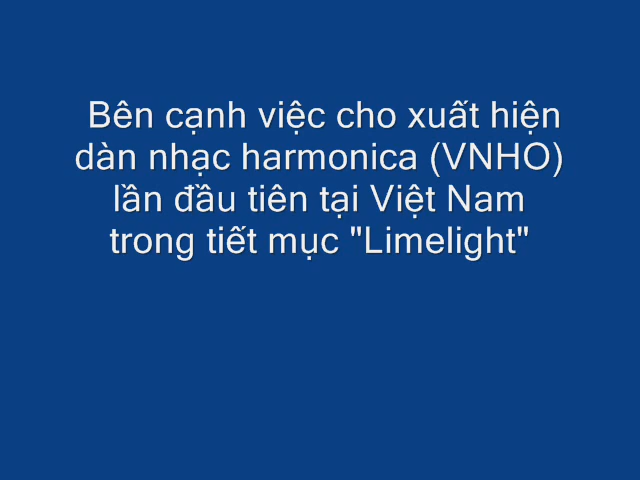 Bên cạnh việc cho xuất hiện
dàn nhạc harmonica (VNHO)
lần đầu tiên tại Việt Nam
trong tiết mục "Limelight"